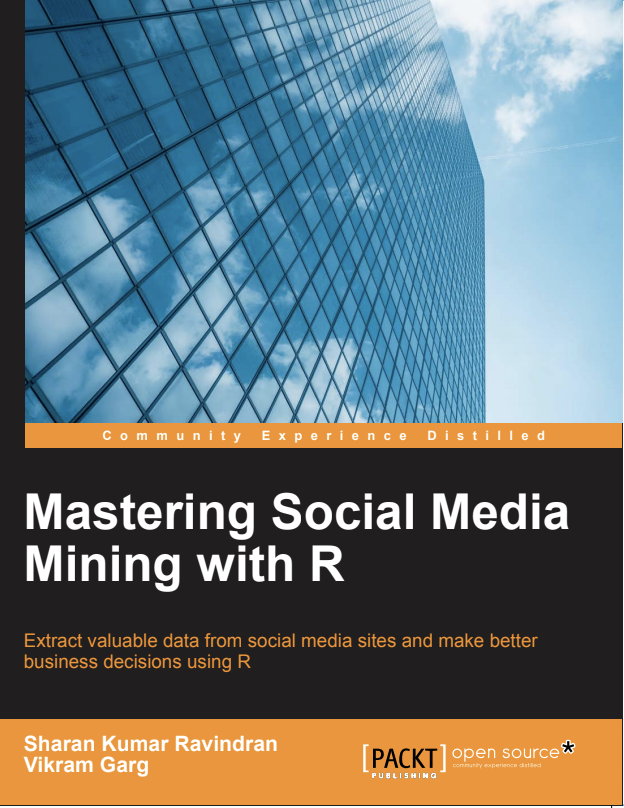 Community Experience Distilled
Mastering Social Media
Mining with R
Extract valuable data from social media sites and make better
business decisions using R
Sharan Kumar Ravindran
Vikram Garg
[PACKT] open source*
PUBLISHING community experience distilled